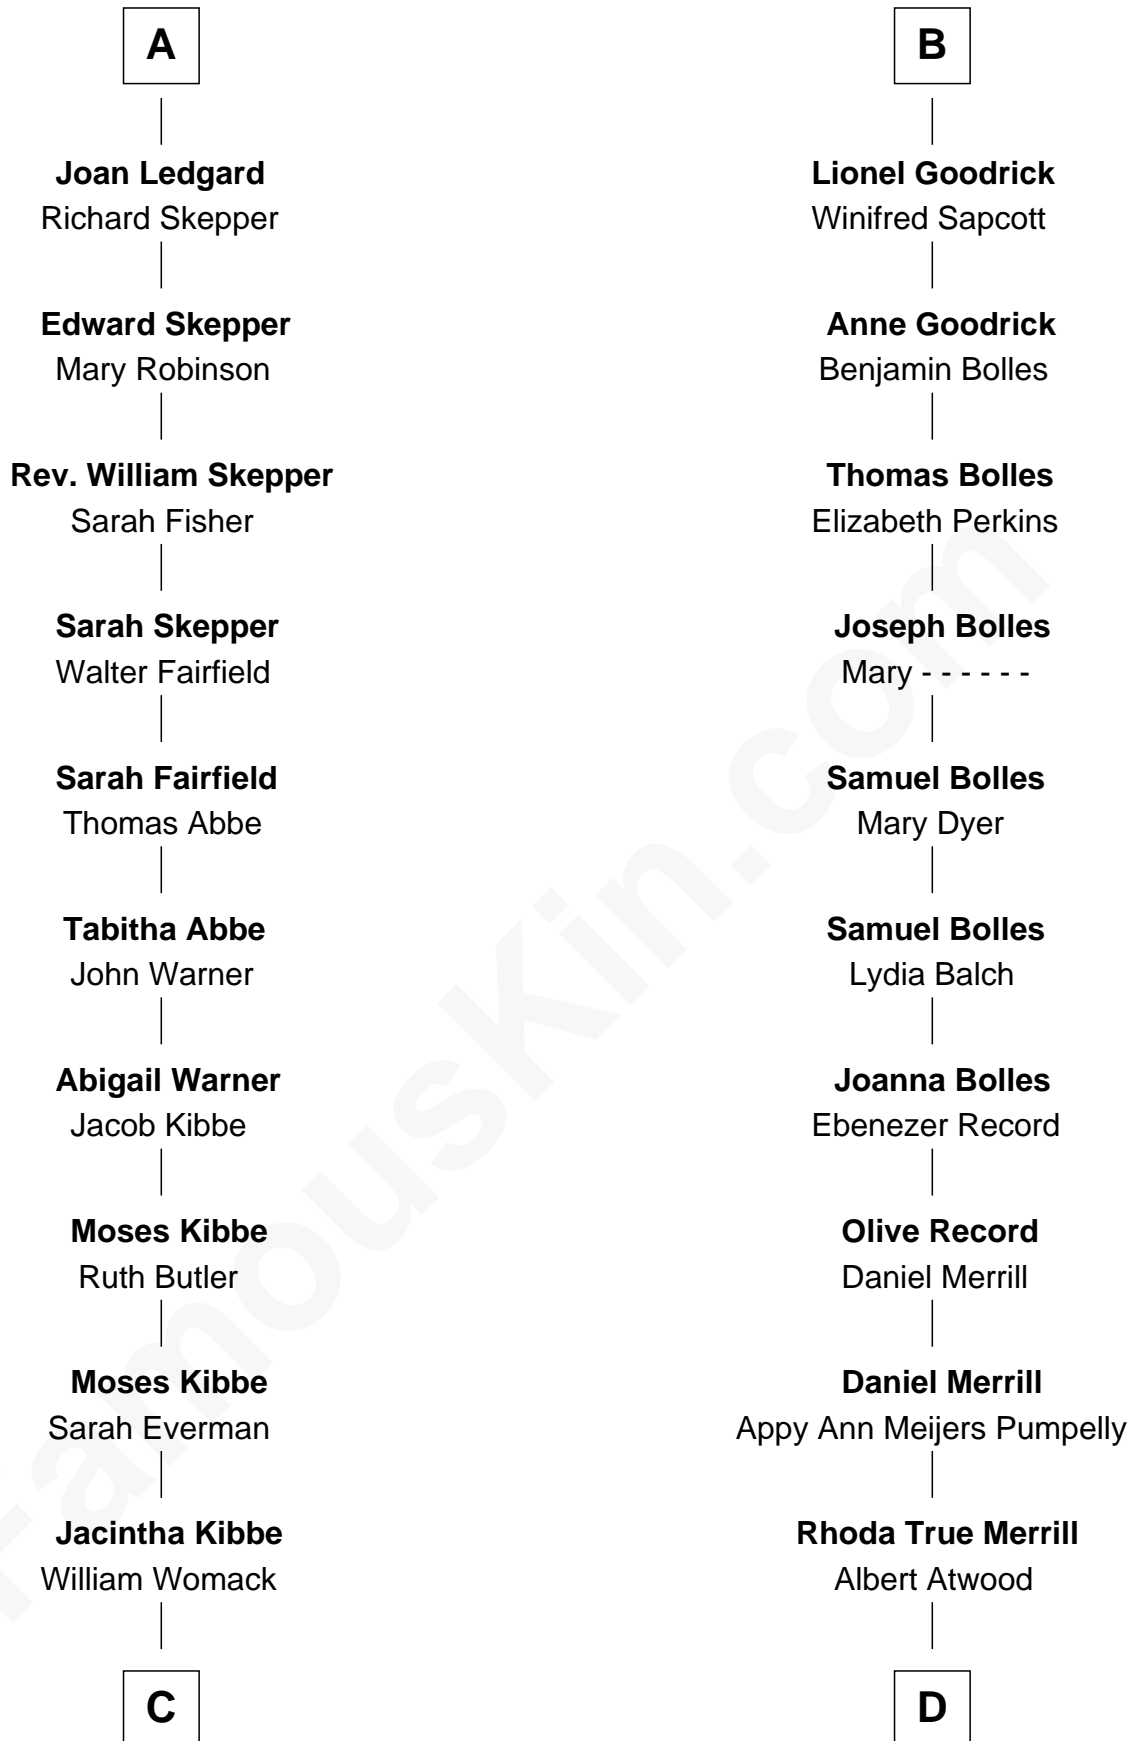 A
Joan Ledgard
Richard Skepper
Edward Skepper
Mary Robinson
Rev. William Skepper
Sarah Fisher
Sarah Skepper
Walter Fairfield
Sarah Fairfield
Thomas Abbe
Tabitha Abbe
John Warner
Abigail Warner
Jacob Kibbe
Moses Kibbe
Ruth Butler
Moses Kibbe
Sarah Everman
Jacintha Kibbe
William Womack
C
B
Lionel Goodrick
Winifred Sapcott
Anne Goodrick
Benjamin Bolles
Thomas Bolles
Elizabeth Perkins
Joseph Bolles
Mary - - - - - -
Samuel Bolles
Mary Dyer
Samuel Bolles
Lydia Balch
Joanna Bolles
Ebenezer Record
Olive Record
Daniel Merrill
Daniel Merrill
Appy Ann Meijers Pumpelly
Rhoda True Merrill
Albert Atwood
D
FamousKin.com